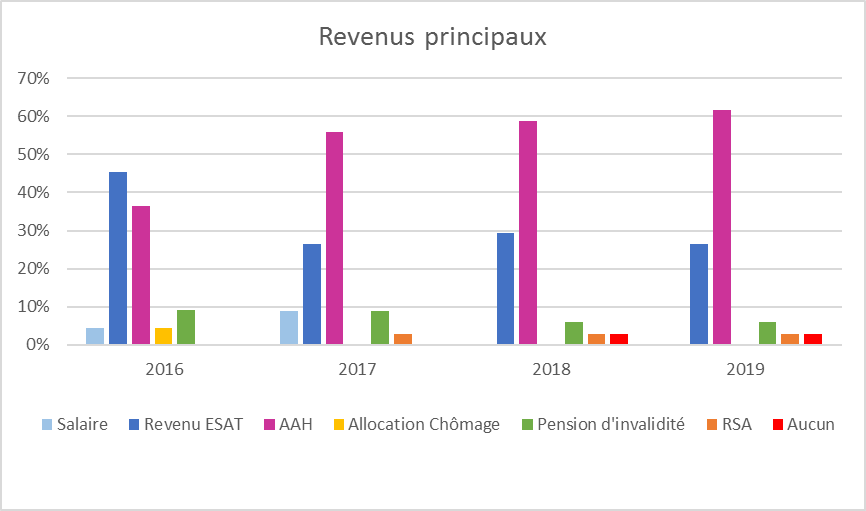 Revenus principaux
70%
60%
50%
40%
30%
20%
10%
0%
2016 2017 2018 2019
Salaire Revenu ESAT AAH Allocation Chômage Pension d'invalidité RSA Aucun